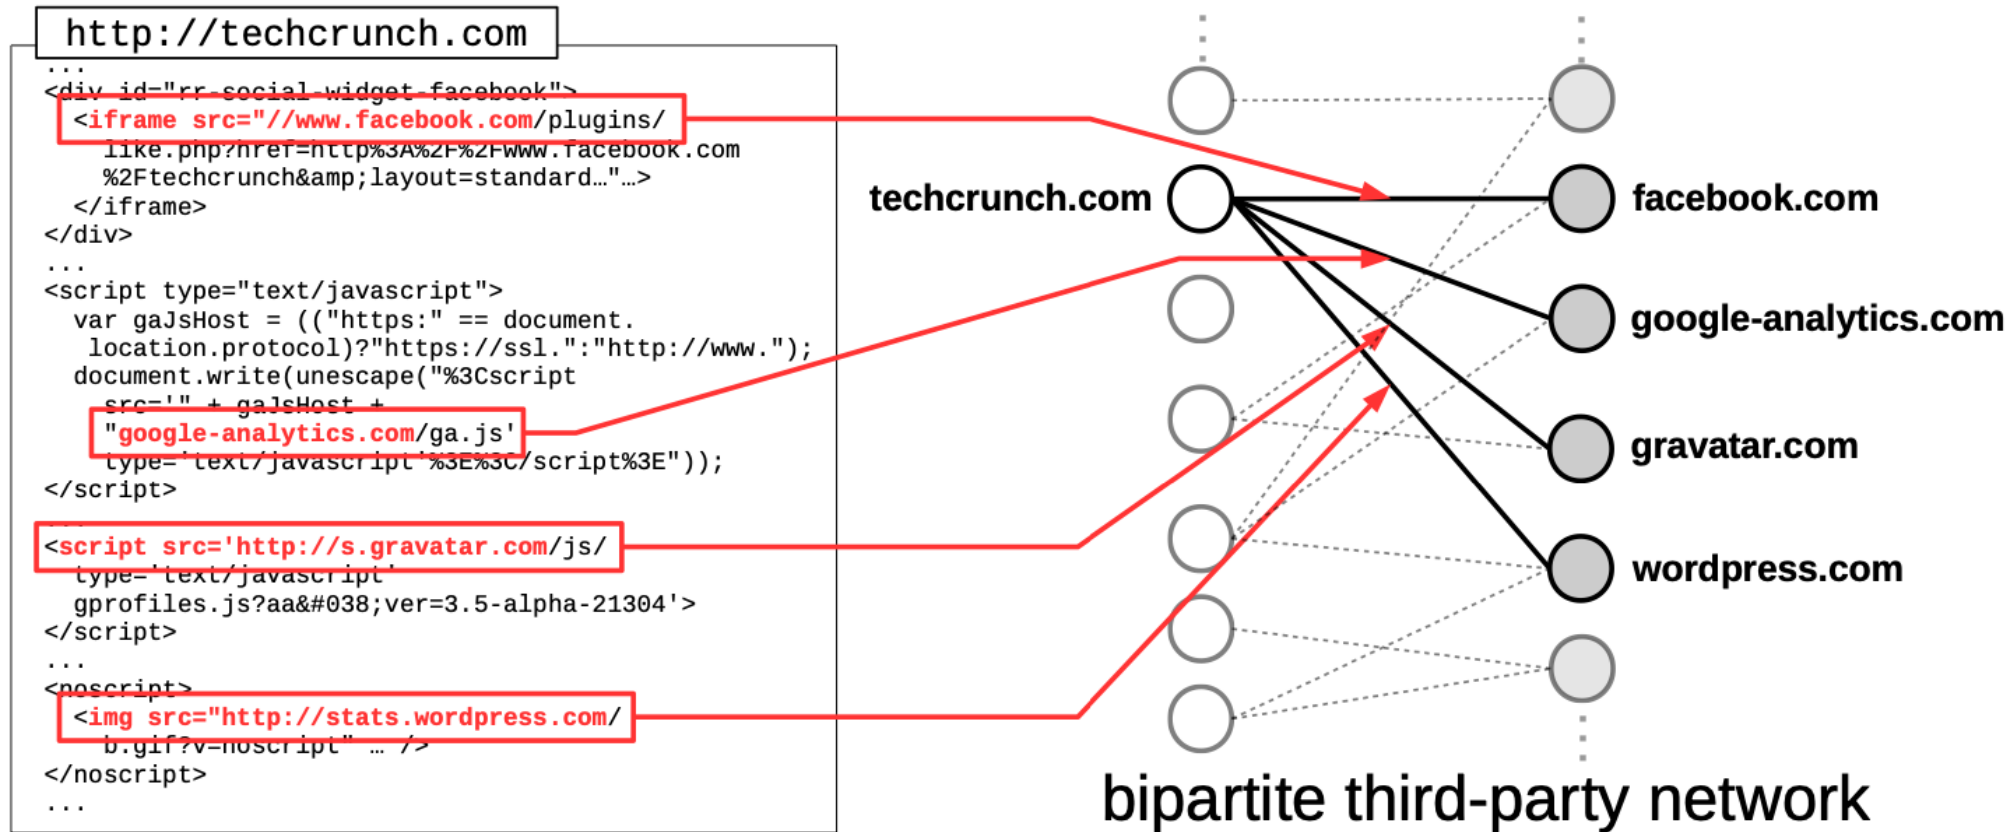 http://techcrunch.com
...
<div id="rr-social-widget-facebook">
<iframe src="//www.facebook.com/plugins/
like.php?href=http%3A%2F%2Fwww.facebook.com
%2Ftechcrunch&amp;layout=standard…"…>
</iframe>
</div>
...
<script type="text/javascript">
var gaJsHost = (("https:" == document.
location.protocol)?"https://ssl.":"http://www.");
document.write(unescape("%3Cscript
src='" + gaJsHost +
"google-analytics.com/ga.js'
type='text/javascript'%3E%3C/script%3E"));
</script>
...
<script src='http://s.gravatar.com/js/
type='text/javascript'
gprofiles.js?aa&#038;ver=3.5-alpha-21304'>
</script>
...
<noscript>
<img src="http://stats.wordpress.com/
b.gif?v=noscript" … />
</noscript>
...
techcrunch.com
facebook.com
google-analytics.com
gravatar.com
wordpress.com
bipartite third-party network